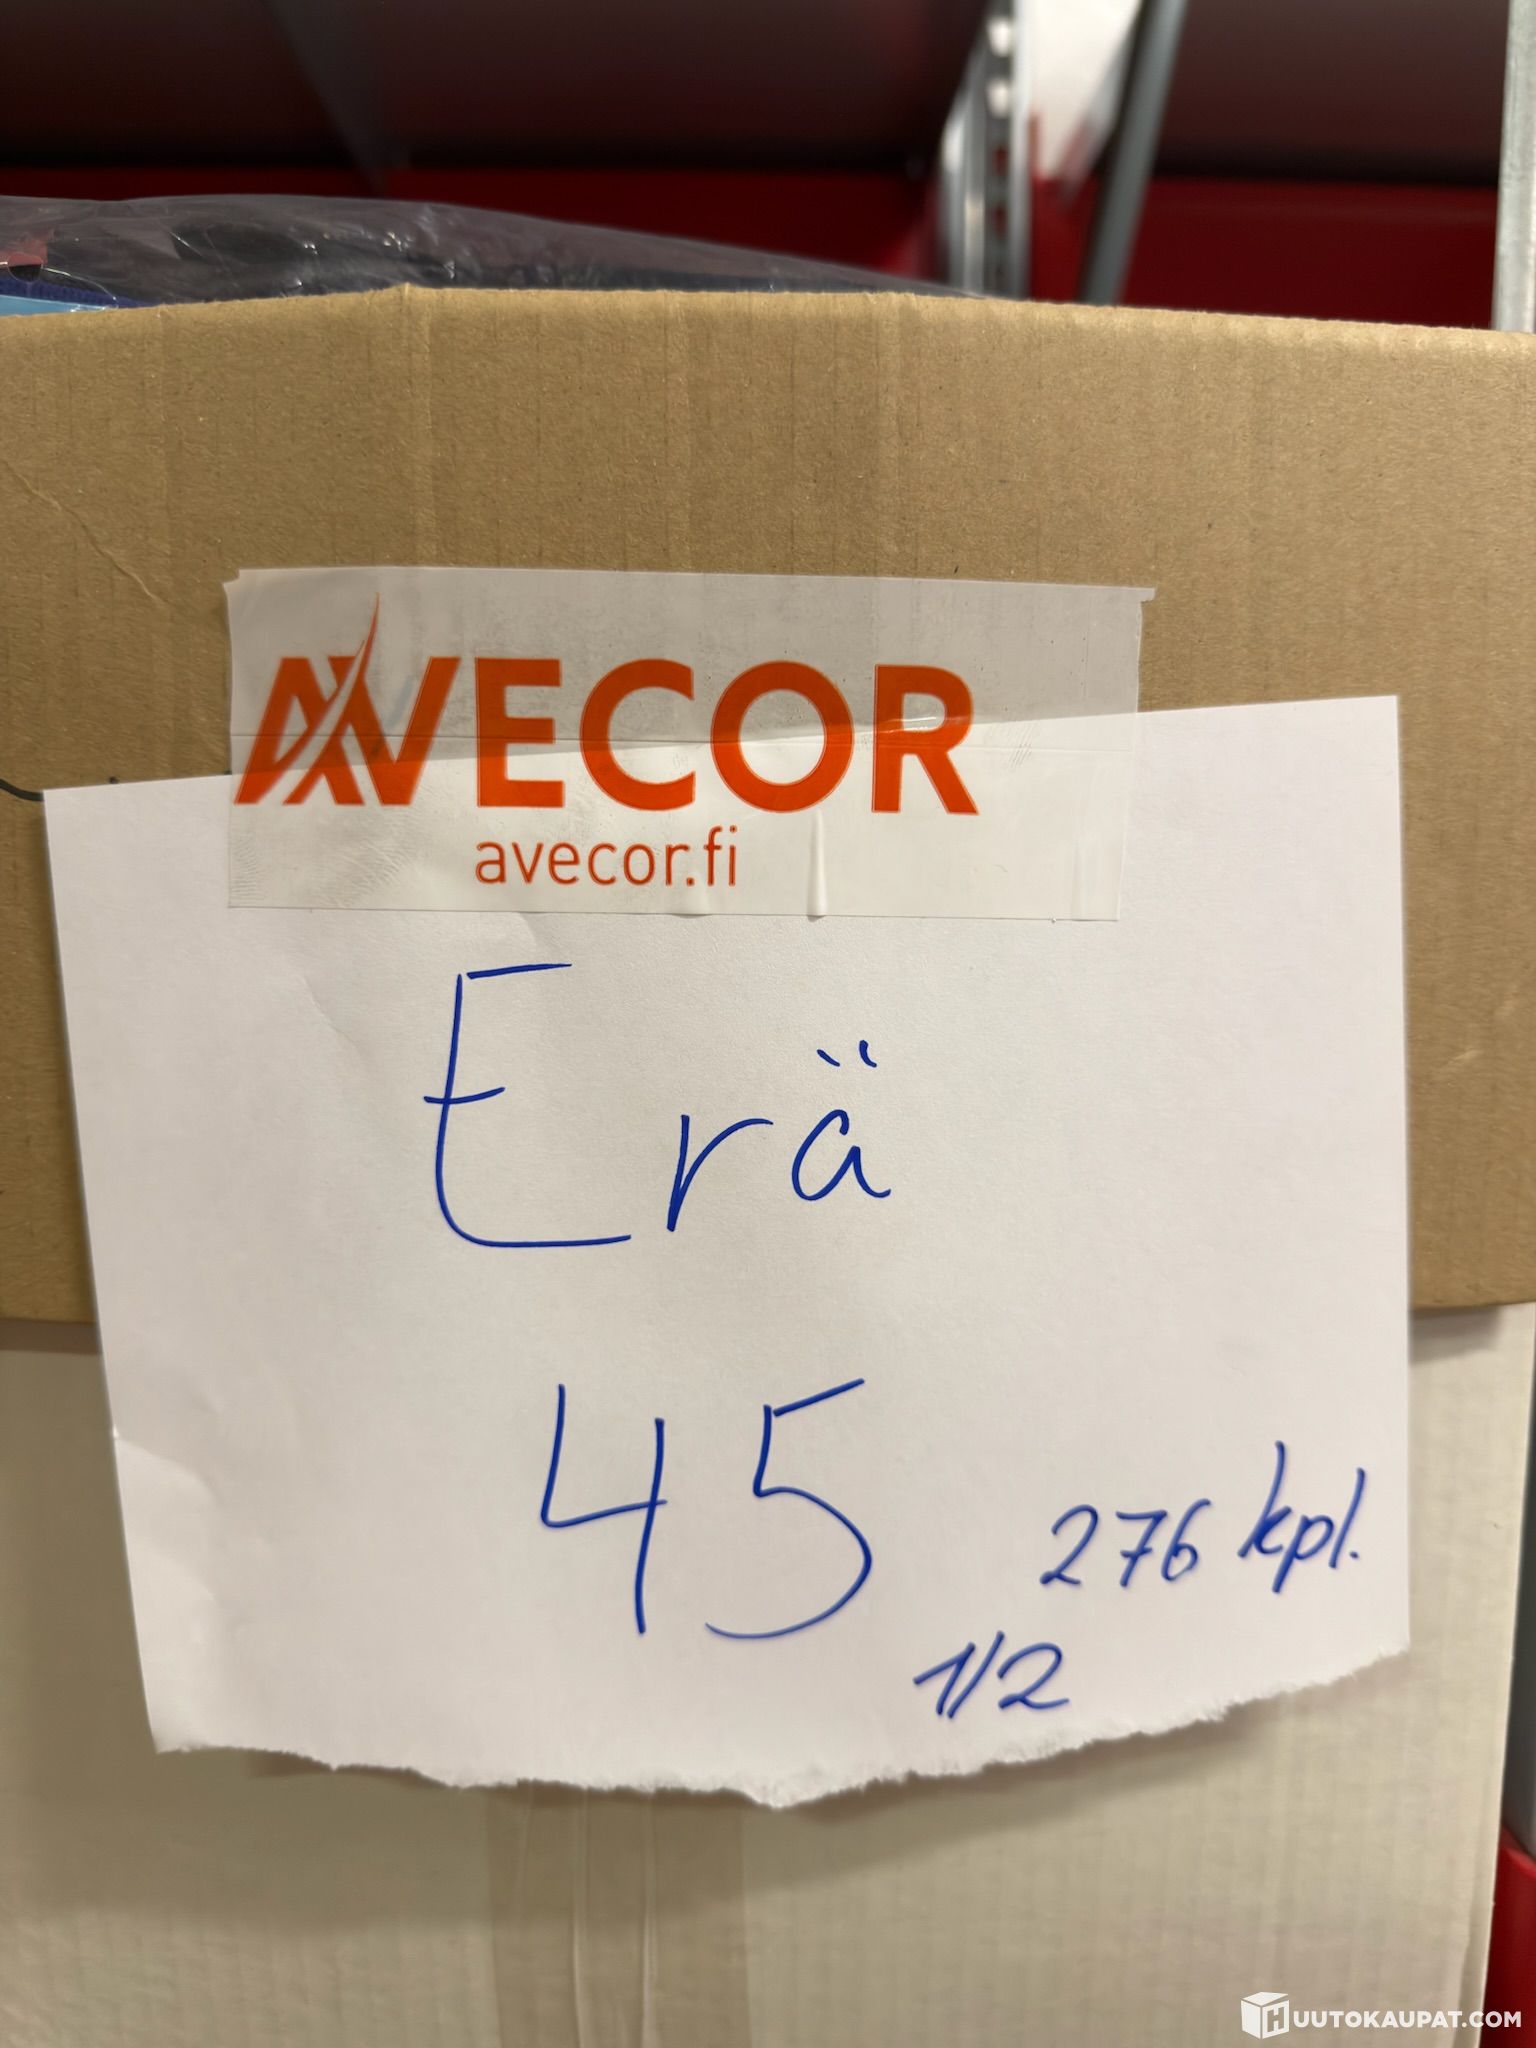 AVECOR
avecor.fi
Erä
45
276 kpl.
1/2
HUUTOKAUPAT.COM